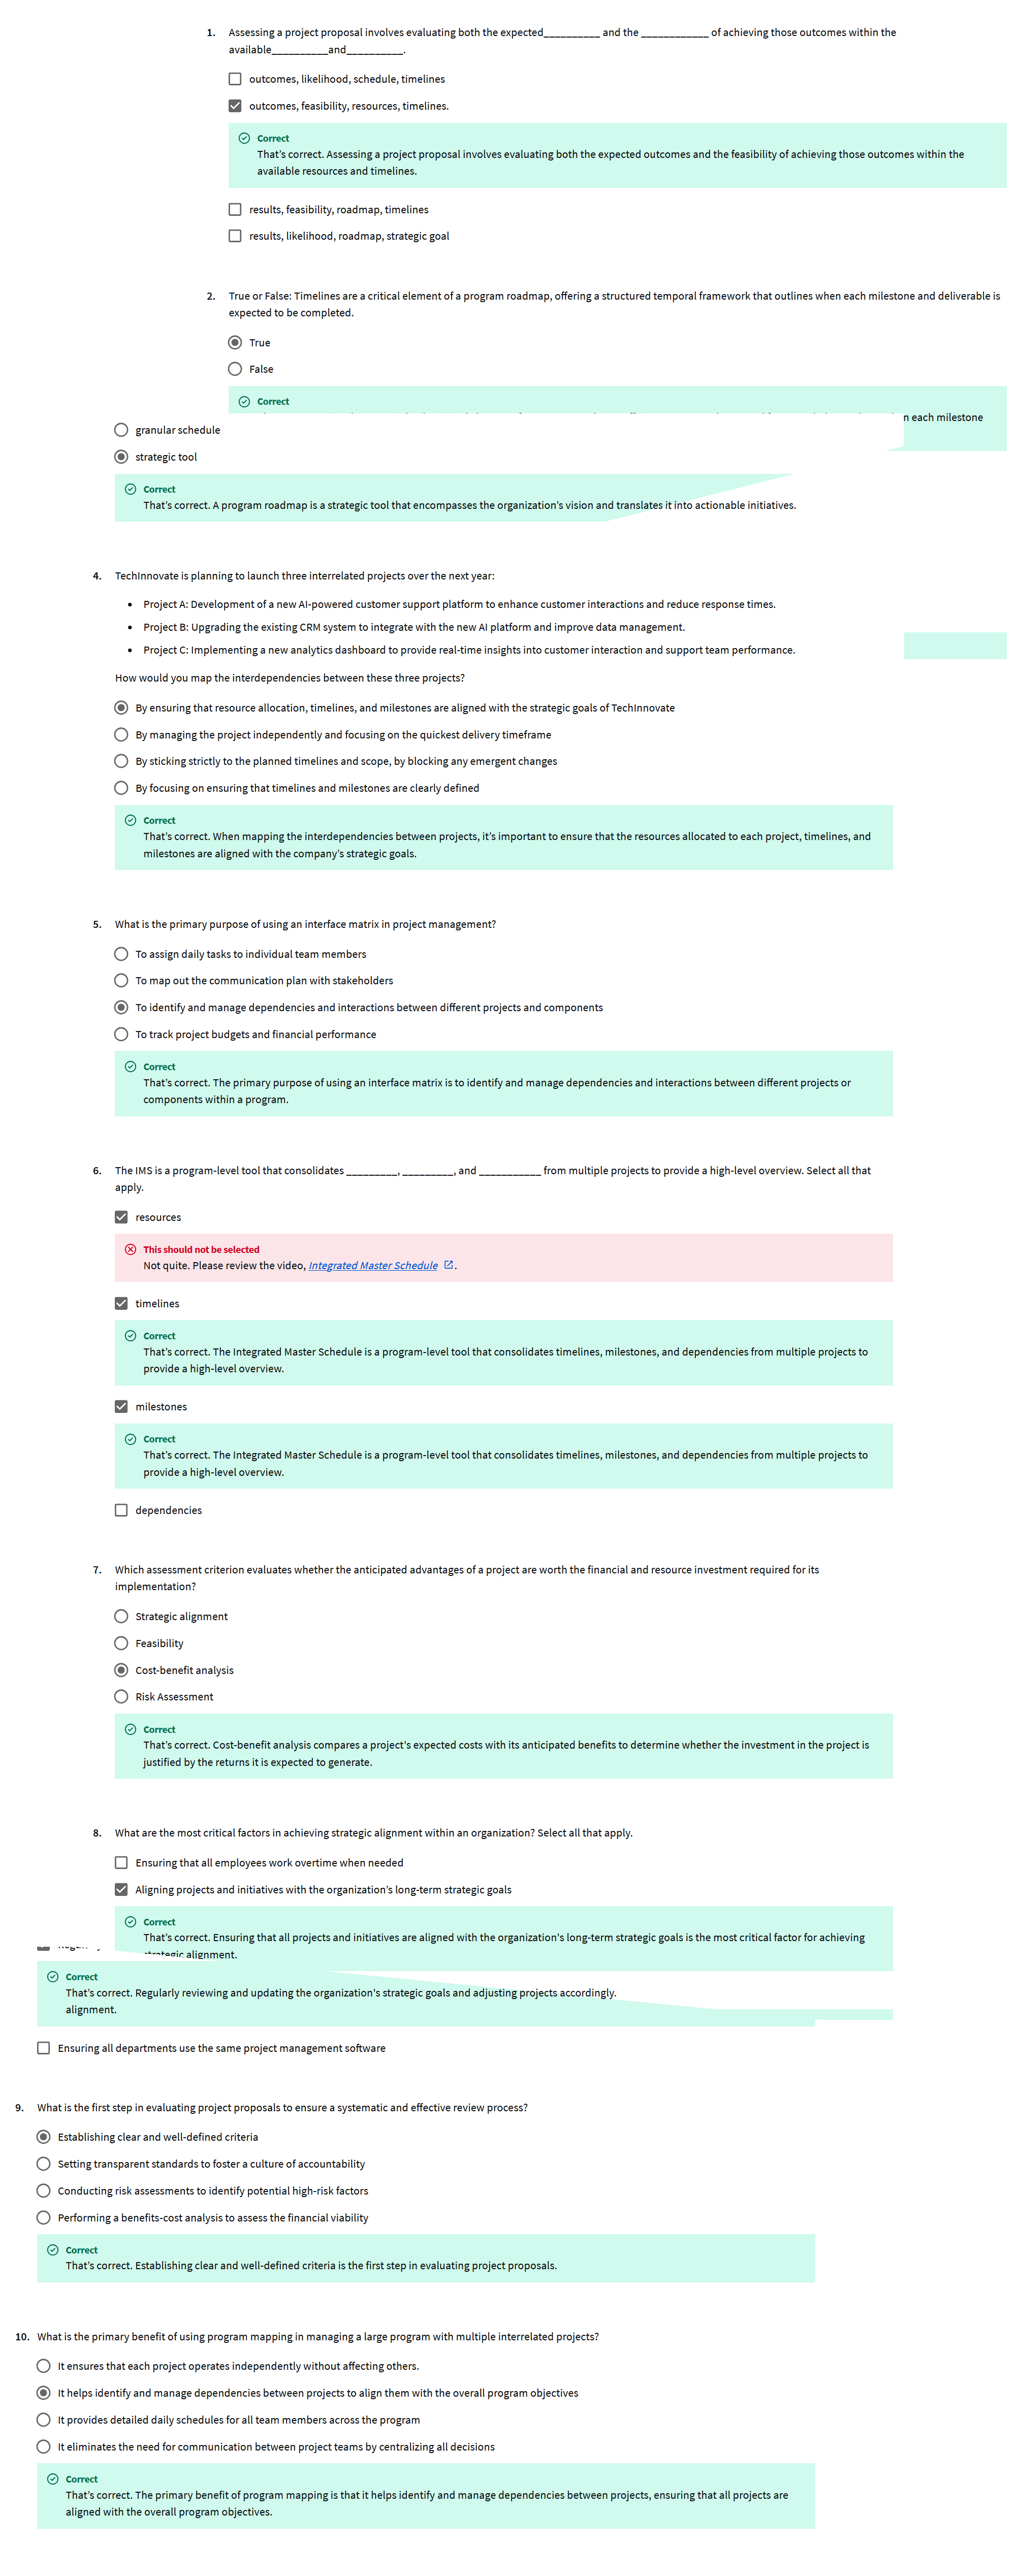 1. Assessing a project proposal involves evaluating both the expected__________ and the ____________ of achieving those outcomes within the
available__________and__________.
outcomes, likelihood, schedule, timelines
outcomes, feasibility, resources, timelines.
Correct
That's correct. Assessing a project proposal involves evaluating both the expected outcomes and the feasibility of achieving those outcomes within the
available resources and timelines.
results, feasibility, roadmap, timelines
results, likelihood, roadmap, strategic goal
2. True or False: Timelines are a critical element of a program roadmap, offering a structured temporal framework that outlines when each milestone and deliverable is
expected to be completed.
True
False
Correct
each milestone
granular schedule
strategic tool
Correct
That's correct. A program roadmap is a strategic tool that encompasses the organization's vision and translates it into actionable initiatives.
4. TechInnovate is planning to launch three interrelated projects over the next year:
• Project A: Development of a new AI-powered customer support platform to enhance customer interactions and reduce response times.
• Project B: Upgrading the existing CRM system to integrate with the new AI platform and improve data management.
• Project C: Implementing a new analytics dashboard to provide real-time insights into customer interaction and support team performance.
How would you map the interdependencies between these three projects?
By ensuring that resource allocation, timelines, and milestones are aligned with the strategic goals of TechInnovate
By managing the project independently and focusing on the quickest delivery timeframe
By sticking strictly to the planned timelines and scope, by blocking any emergent changes
By focusing on ensuring that timelines and milestones are clearly defined
Correct
That's correct. When mapping the interdependencies between projects, it's important to ensure that the resources allocated to each project, timelines, and
milestones are aligned with the company's strategic goals.
5. What is the primary purpose of using an interface matrix in project management?
To assign daily tasks to individual team members
To map out the communication plan with stakeholders
To identify and manage dependencies and interactions between different projects and components
To track project budgets and financial performance
Correct
That's correct. The primary purpose of using an interface matrix is to identify and manage dependencies and interactions between different projects or
components within a program.
6. The IMS is a program-level tool that consolidates _________, _________, and ___________ from multiple projects to provide a high-level overview. Select all that
apply.
resources
This should not be selected
Not quite. Please review the video, Integrated Master Schedule .
timelines
Correct
That's correct. The Integrated Master Schedule is a program-level tool that consolidates timelines, milestones, and dependencies from multiple projects to
provide a high-level overview.
milestones
Correct
That's correct. The Integrated Master Schedule is a program-level tool that consolidates timelines, milestones, and dependencies from multiple projects to
provide a high-level overview.
dependencies
7. Which assessment criterion evaluates whether the anticipated advantages of a project are worth the financial and resource investment required for its
implementation?
Strategic alignment
Feasibility
Cost-benefit analysis
Risk Assessment
Correct
That's correct. Cost-benefit analysis compares a project's expected costs with its anticipated benefits to determine whether the investment in the project is
justified by the returns it is expected to generate.
8. What are the most critical factors in achieving strategic alignment within an organization? Select all that apply.
Ensuring that all employees work overtime when needed
Aligning projects and initiatives with the organization's long-term strategic goals
Correct
That's correct. Ensuring that all projects and initiatives are aligned with the organization's long-term strategic goals is the most critical factor for achieving
strategic alignment.
Correct
That's correct. Regularly reviewing and updating the organization's strategic goals and adjusting projects accordingly.
alignment.
Ensuring all departments use the same project management software
9. What is the first step in evaluating project proposals to ensure a systematic and effective review process?
Establishing clear and well-defined criteria
Setting transparent standards to foster a culture of accountability
Conducting risk assessments to identify potential high-risk factors
Performing a benefits-cost analysis to assess the financial viability
Correct
That's correct. Establishing clear and well-defined criteria is the first step in evaluating project proposals.
10. What is the primary benefit of using program mapping in managing a large program with multiple interrelated projects?
It ensures that each project operates independently without affecting others.
It helps identify and manage dependencies between projects to align them with the overall program objectives
It provides detailed daily schedules for all team members across the program
It eliminates the need for communication between project teams by centralizing all decisions
Correct
That's correct. The primary benefit of program mapping is that it helps identify and manage dependencies between projects, ensuring that all projects are
aligned with the overall program objectives.